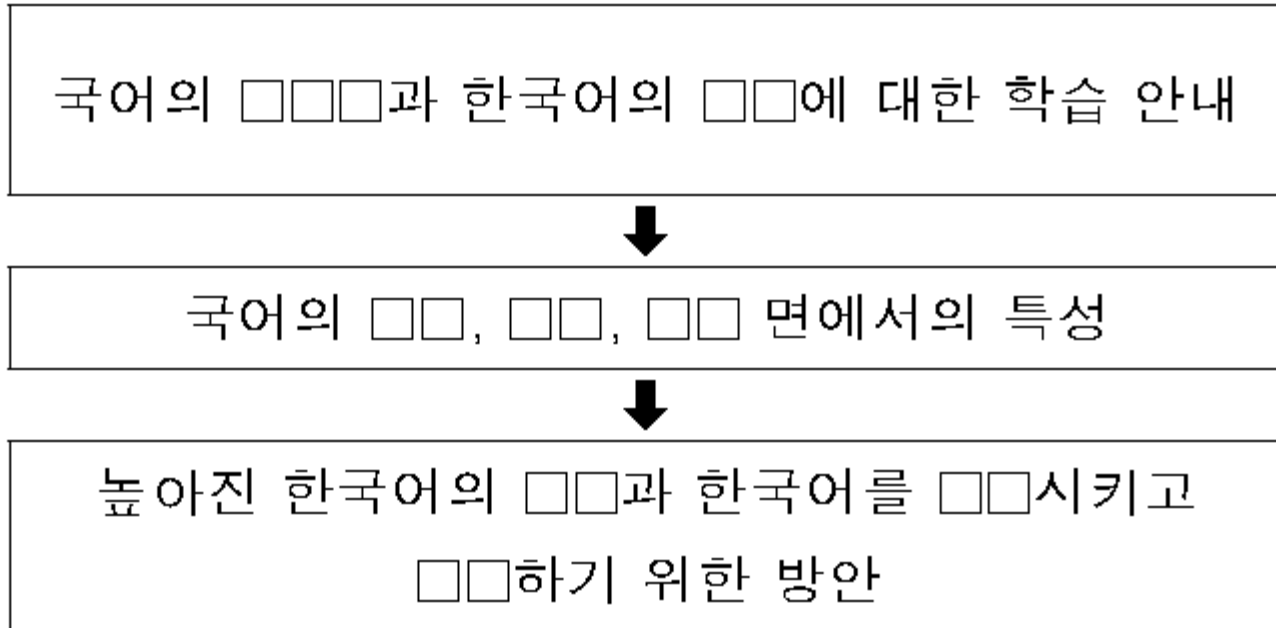 국어의 □□□과 한국어의 □□에 대한 학습 안내
국어의 □□, □□, □□ 면에서의 특성
높아진 한국어의 □□과 한국어를 □□시키고
□□하기 위한 방안